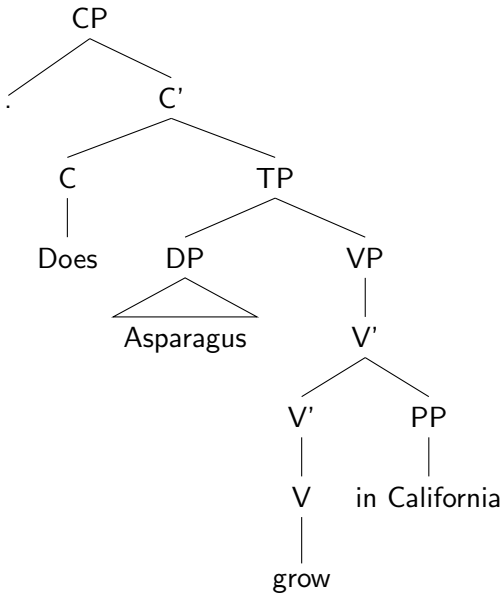 CP
. C'
C TP
Does DP VP
Asparagus V'
V' PP
V in California
grow